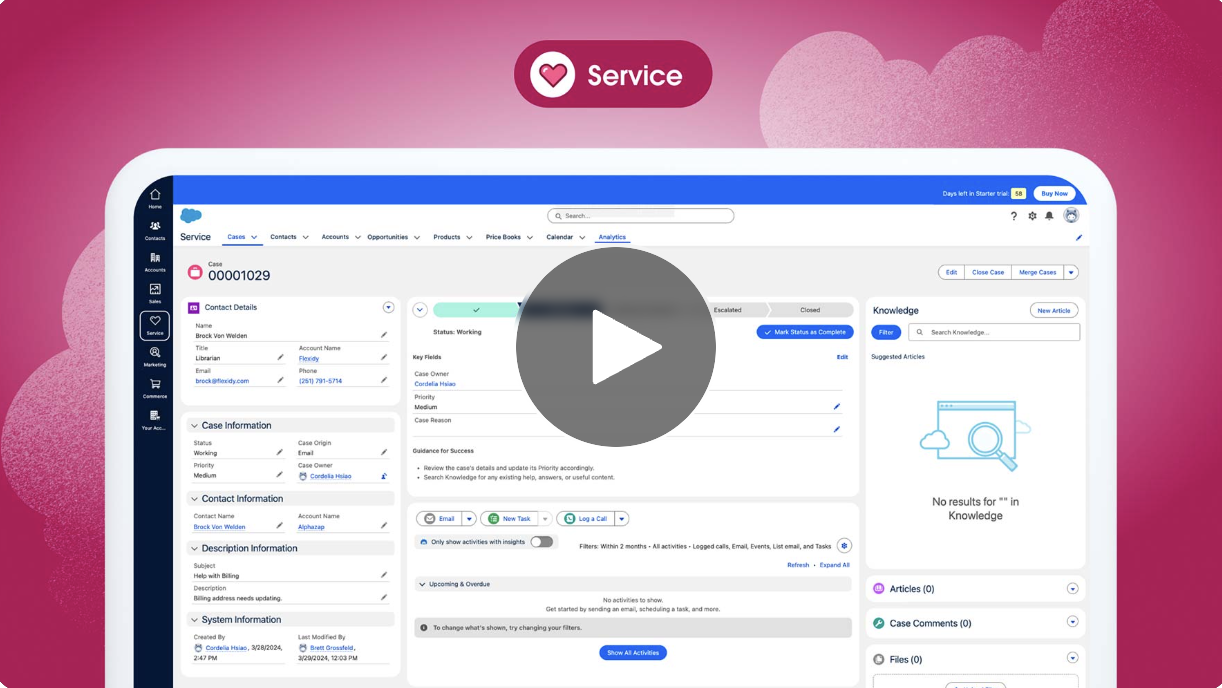 Service
Days left in Starter trial: 58 Buy Now
Home
Contacts
Accounts
Sales
Service
Marketing
Commerce
Your Acc...
Search...
Service Cases Contacts Accounts Opportunities Products Price Books Calendar Analytics
Case
00001029
Edit Close Case Merge Cases
Contact Details
Name
Brock Von Welden
Title Account Name
Librarian Flexidy
Email Phone
brock@flexidy.com (251) 791-5714
Case Information
Status Case Origin
Working Email
Priority Case Owner
Medium Cordelia Hsiao
Contact Information
Contact Name Account Name
Brock Von Welden Alphazap
Description Information
Subject
Help with Billing
Description
Billing address needs updating.
System Information
Created By Last Modified By
Cordelia Hsiao, 3/28/2024, Brett Grossfeld,
2:47 PM 3/29/2024, 12:03 PM
Escalated Closed
Status: Working
Mark Status as Complete
Key Fields Edit
Case Owner
Cordelia Hsiao
Priority
Medium
Case Reason
Guidance for Success
• Review the case's details and update its Priority accordingly.
• Search Knowledge for any existing help, answers, or useful content.
Email New Task Log a Call
Only show activities with insights
Filters: Within 2 months • All activities • Logged calls, Email, Events, List email, and Tasks
Refresh • Expand All
Upcoming & Overdue
No activities to show.
Get started by sending an email, scheduling a task, and more.
To change what's shown, try changing your filters.
Show All Activities
Knowledge New Article
Filter Search Knowledge...
Suggested Articles
No results for "" in
Knowledge
Articles (0)
Case Comments (0)
Files (0)